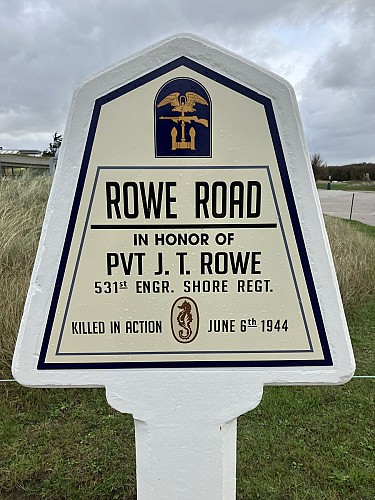 ROWE ROAD
IN HONOR OF
PVT J. T. ROWE
531st ENGR. SHORE REGT.
KILLED IN ACTION JUNE 6th 1944